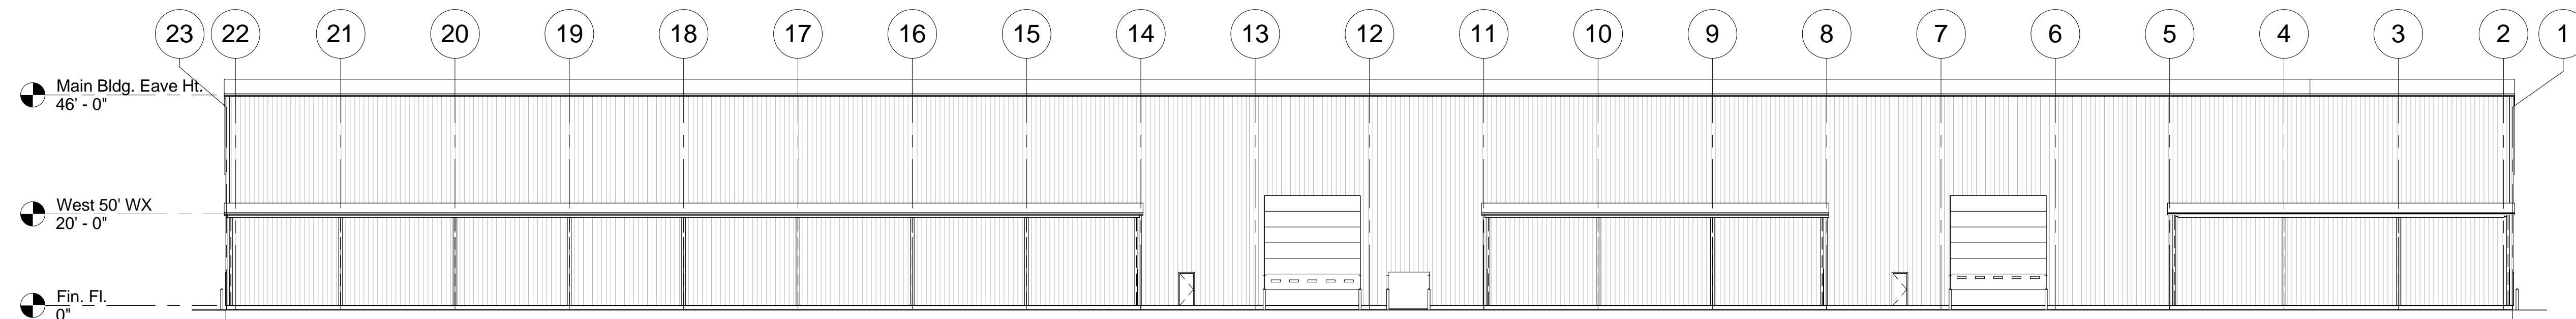 23 22 21 20 19 18 17 16 15 14 13 12 11 10 9 8 7 6 5 4 3 2 1
Main Bldg. Eave Ht.
46' - 0"
West 50' WX
20' - 0"
Fin. Fl.
0"